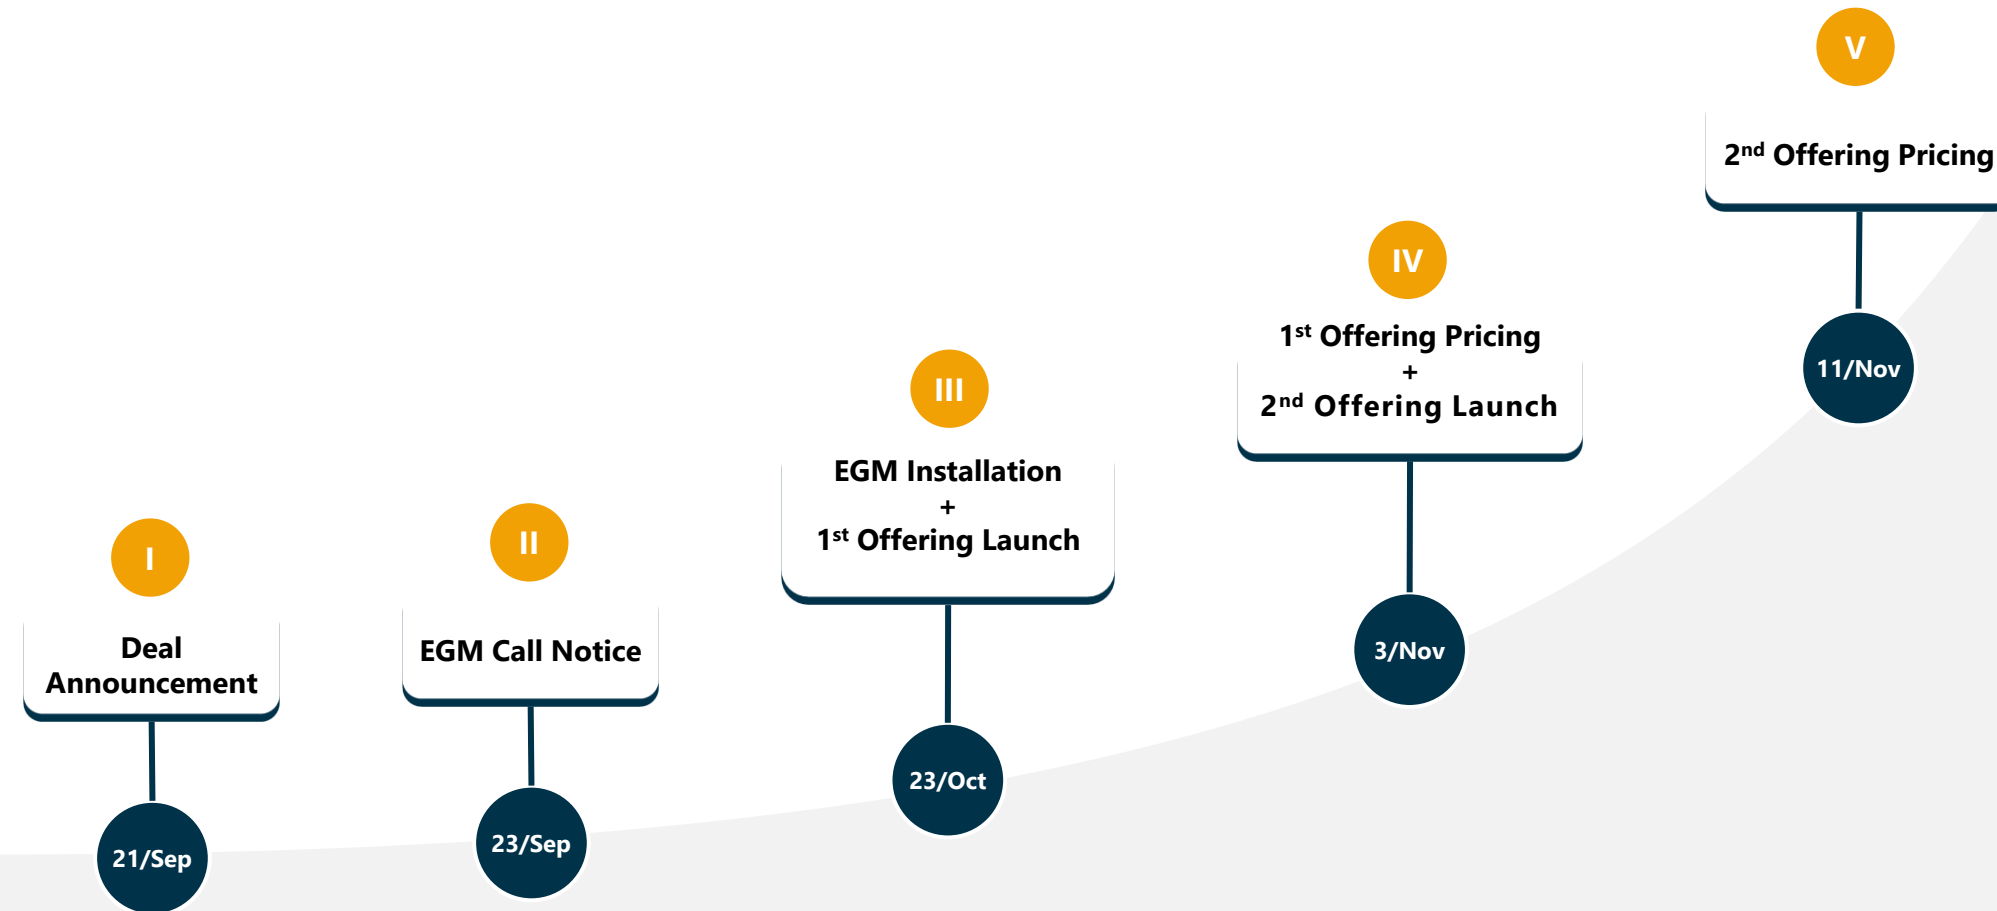 I
Deal
Announcement
21/Sep
II
EGM Call Notice
23/Sep
III
EGM Installation
+
1st Offering Launch
23/Oct
IV
1st Offering Pricing
+
2nd Offering Launch
3/Nov
V
2nd Offering Pricing
11/Nov